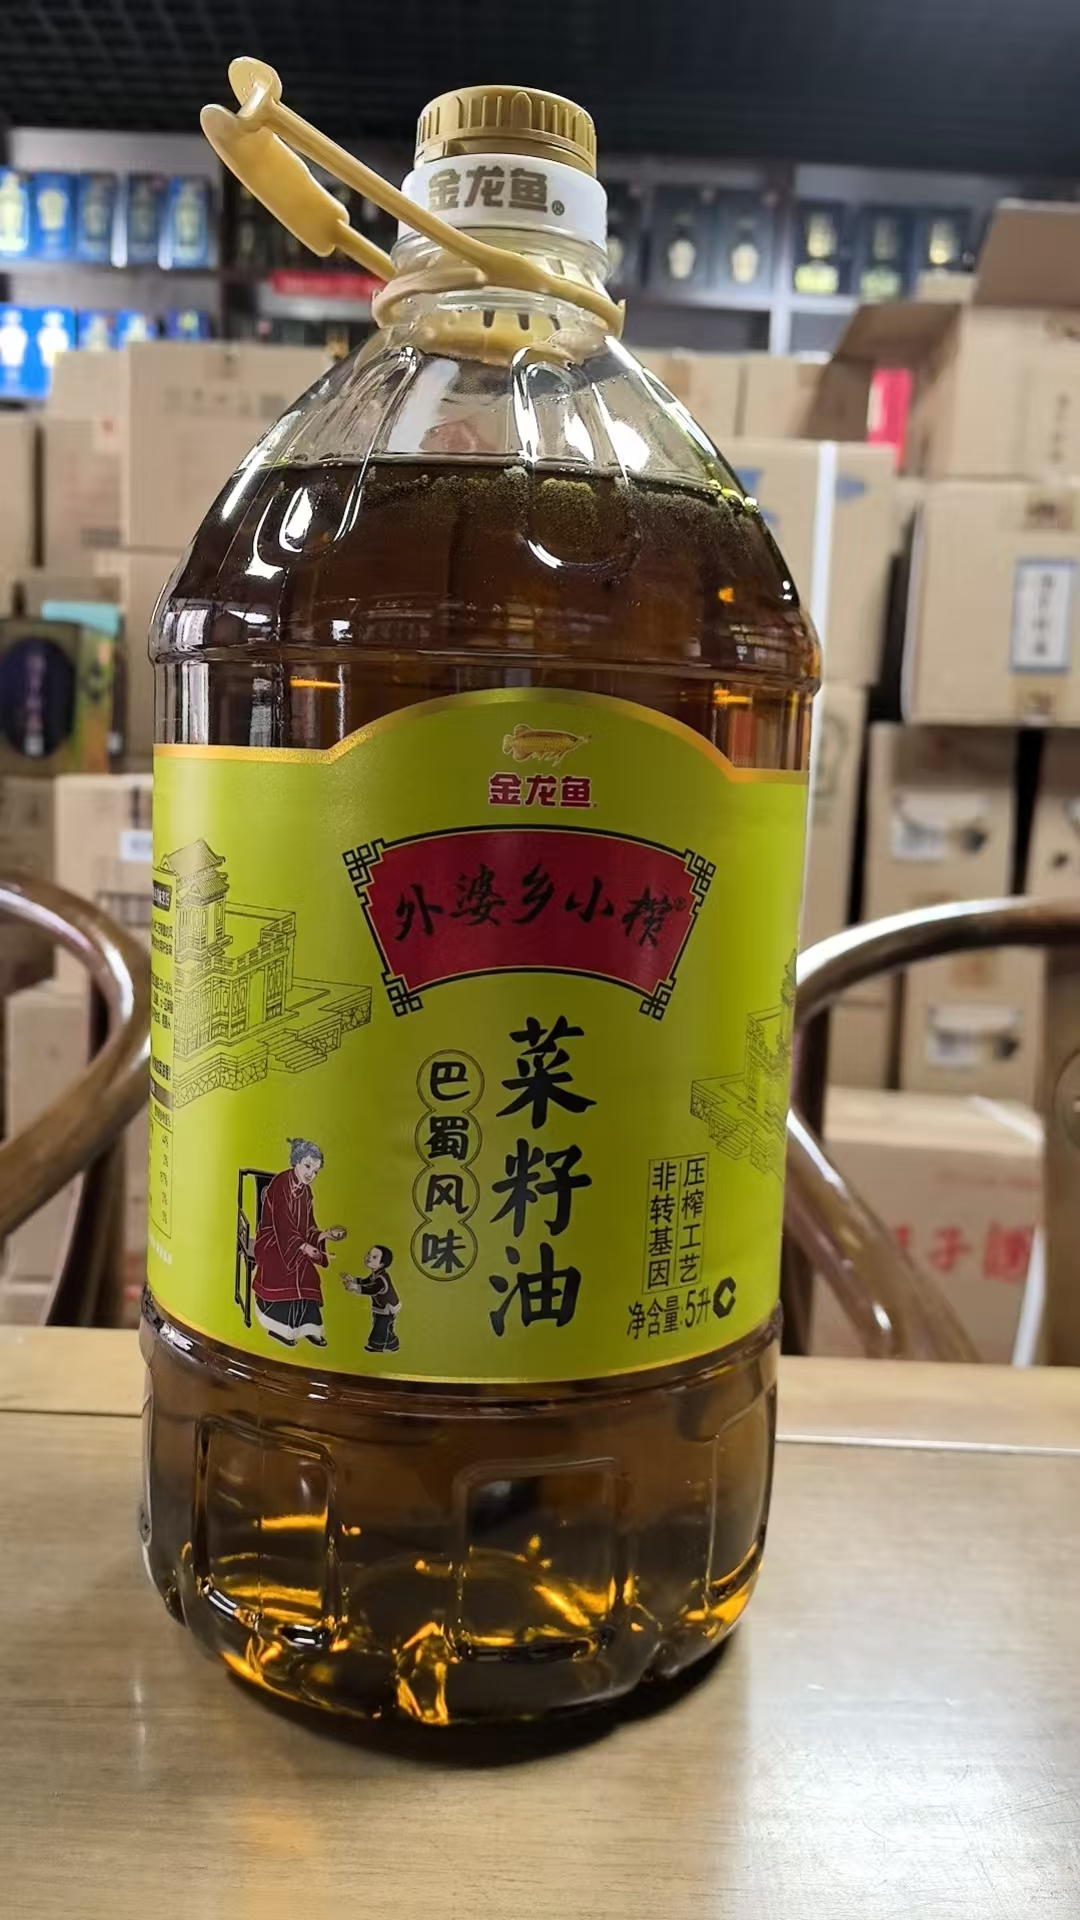 金龙鱼®
金龙鱼
外婆乡小榨®
菜籽油
巴蜀风味
压榨工艺
非转基因
净含量:5升